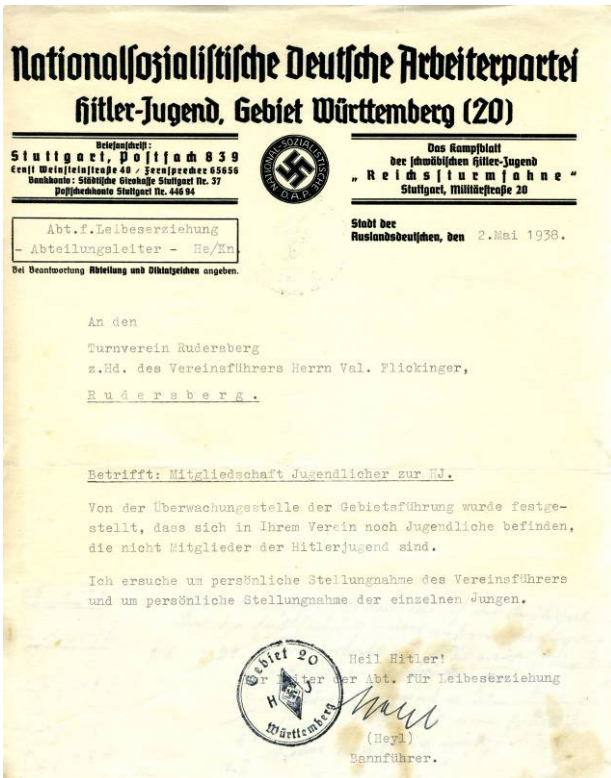 Nationalsozialistische Deutsche Arbeiterpartei
Hitler-Jugend, Gebiet Württemberg (20)
Briefanschrift:
Stuttgart, Postfach 839
Ernst Weinsteinstraße 40 / Fernsprecher 65656
Bankkonto: Städtische Girokasse Stuttgart Nr. 37
Postscheckkonto Stuttgart Nr. 44694
NATIONAL-SOZIALISTISCHE
D.A.P.
Das Kampfblatt
der schwäbischen Hitler-Jugend
„Reichssturmfahne“
Stuttgart, Militärstraße 20
Abt.f.Leibeserziehung
- Abteilungsleiter - He/Kn.
Bei Beantwortung Abteilung und Diktatzeichen angeben.
Stadt der
Auslandsdeutschen, den 2.Mai 1938.
An den
Turnverein Rudersberg
z.Hd. des Vereinsführers Herrn Val. Flickinger,
Rudersberg.
Betrifft: Mitgliedschaft Jugendlicher zur HJ.
Von der Überwachungsstelle der Gebietsführung wurde festge-
stellt, dass sich in Ihrem Verein noch Jugendliche befinden,
die nicht Mitglieder der Hitlerjugend sind.
Ich ersuche um persönliche Stellungnahme des Vereinsführers
und um persönliche Stellungnahme der einzelnen Jungen.
Heil Hitler!
Der Leiter der Abt. für Leibeserziehung
Gebiet 20
H J
Württemberg
Heyl
(Heyl)
Bannführer.